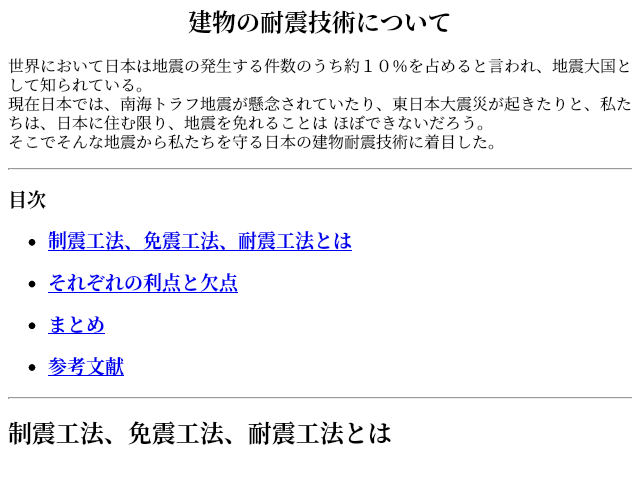 建物の耐震技術について
世界において日本は地震の発生する件数のうち約１０％を占めると言われ、地震大国と
して知られている。
現在日本では、南海トラフ地震が懸念されていたり、東日本大震災が起きたりと、私た
ちは、日本に住む限り、地震を免れることは ほぼできないだろう。
そこでそんな地震から私たちを守る日本の建物耐震技術に着目した。
目次
制震工法、免震工法、耐震工法とは
それぞれの利点と欠点
まとめ
参考文献
制震工法、免震工法、耐震工法とは